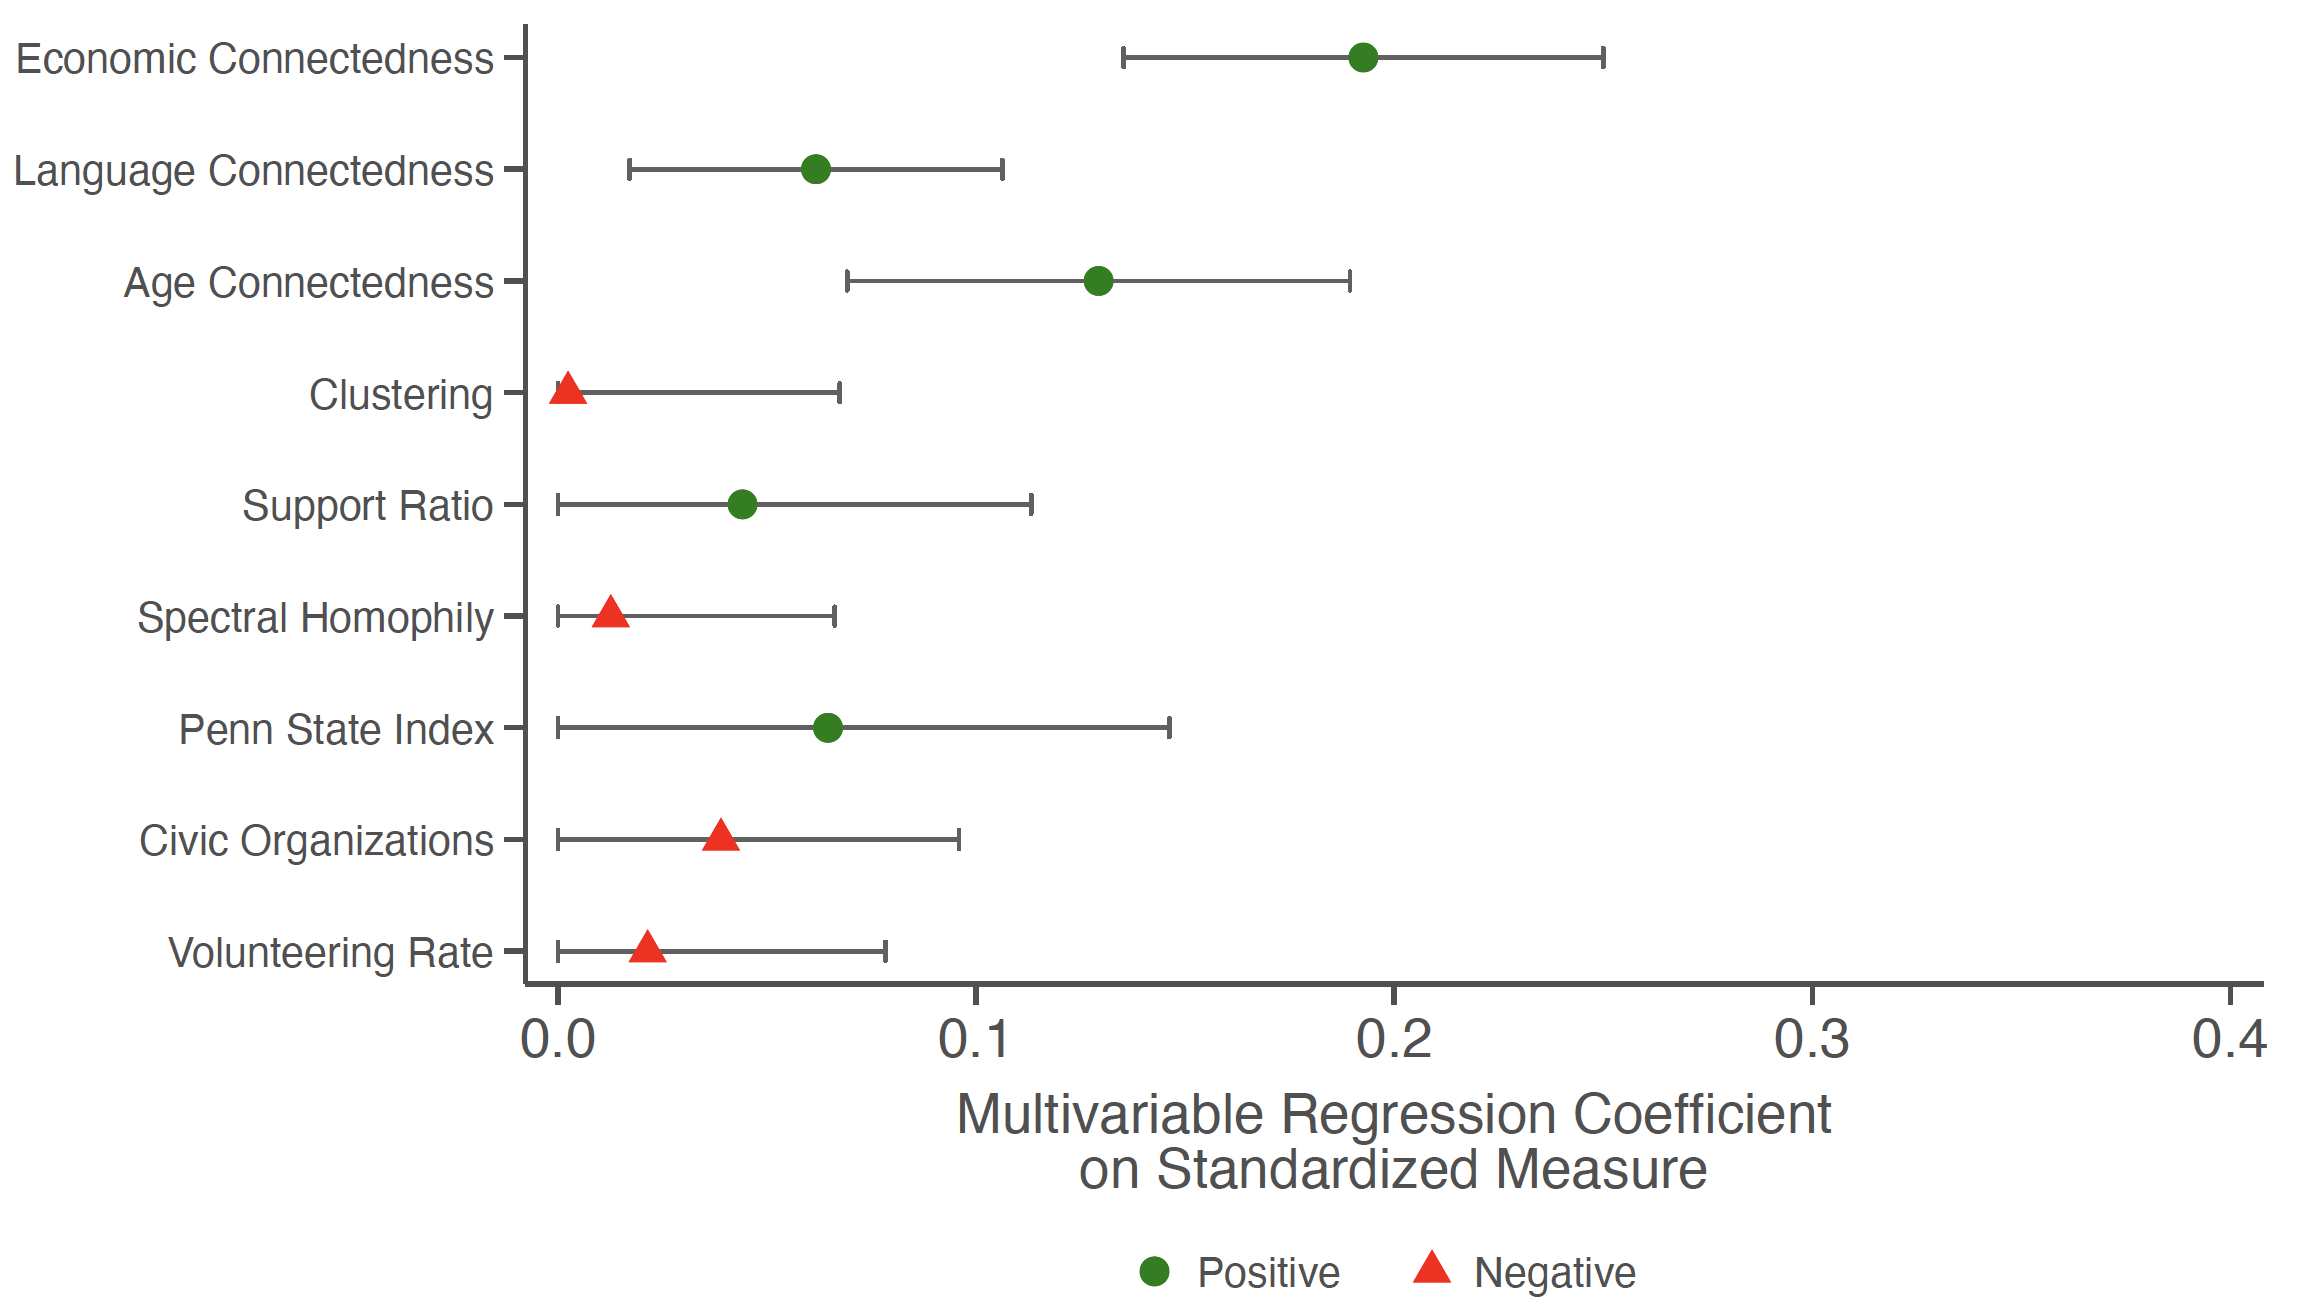 Economic Connectedness
Language Connectedness
Age Connectedness
Clustering
Support Ratio
Spectral Homophily
Penn State Index
Civic Organizations
Volunteering Rate
0.0 0.1 0.2 0.3 0.4
Multivariable Regression Coefficient
on Standardized Measure
Positive Negative